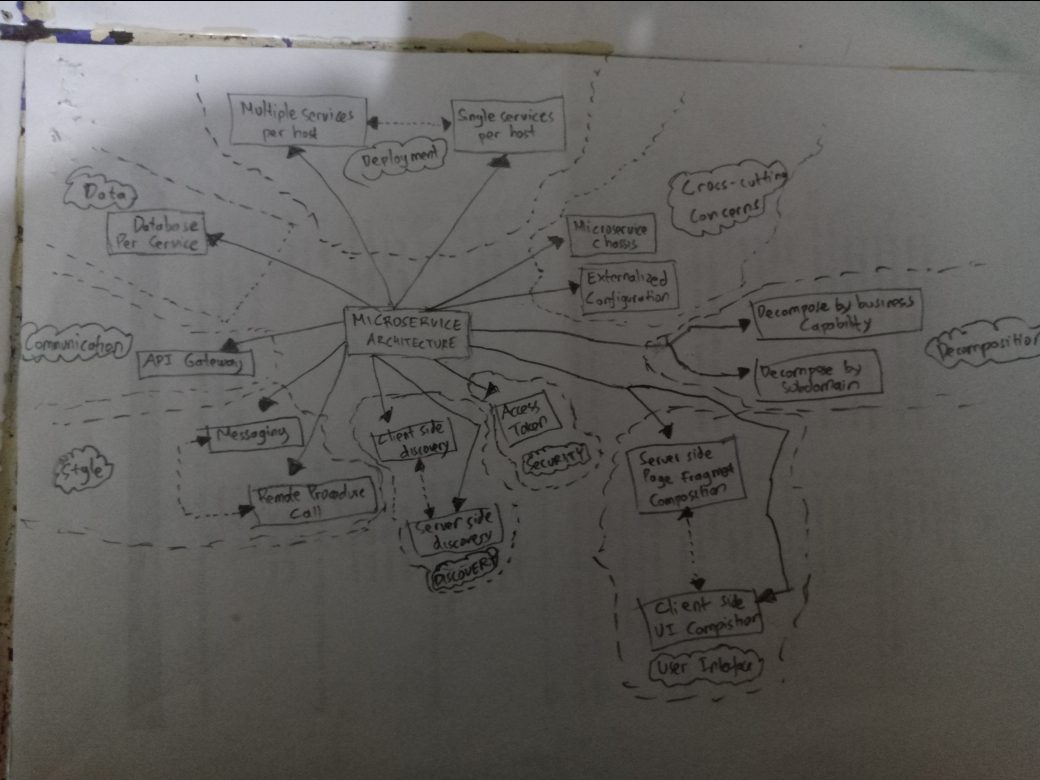 Multiple services
per host
Single services
per host
Deployment
Data
Database
Per Service
Cross-cutting
Concerns
Microservice
Chassis
Externalized
Configuration
MICROSERVICE
ARCHITECTURE
Decompose by business
Capability
Decompose by
Subdomain
Decomposition
Communication
API Gateway
Messaging
Style
Remote Procedure
Call
Client side
discovery
Server side
discovery
DISCOVERY
Access
Token
SECURITY
Server side
Page Fragment
Composition
Client side
UI Compistion
User Interface